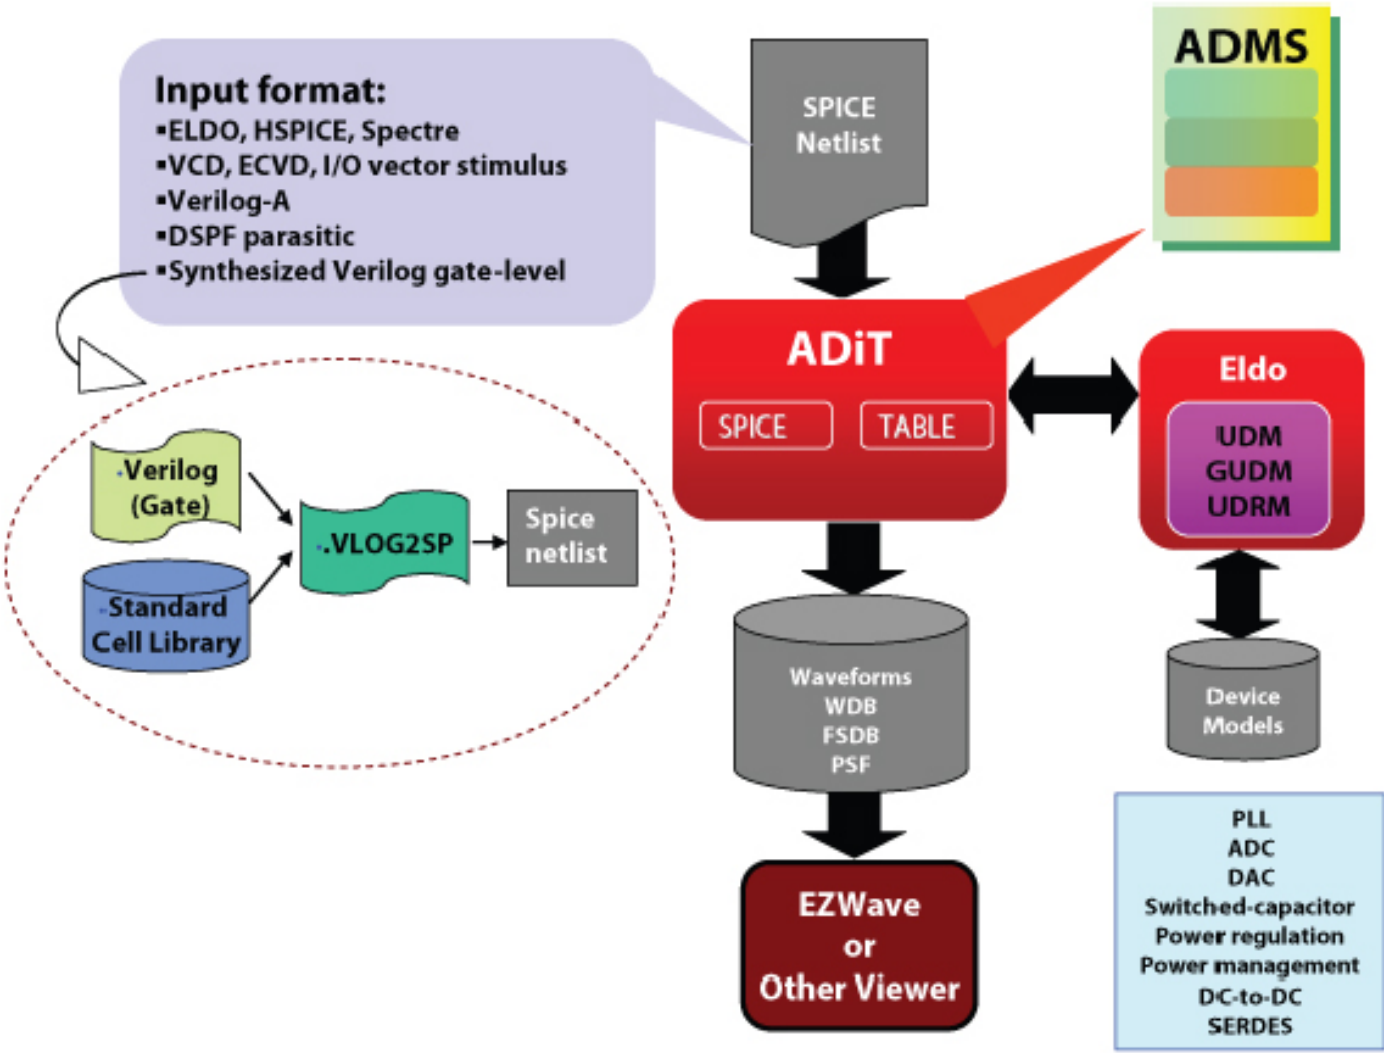 Input format:
▪ELDO, HSPICE, Spectre
▪VCD, ECVD, I/O vector stimulus
▪Verilog-A
▪DSPF parasitic
▪Synthesized Verilog gate-level
SPICE
Netlist
ADMS
ADiT
SPICE
TABLE
Eldo
UDM
GUDM
UDRM
Verilog
(Gate)
Standard
Cell Library
.VLOG2SP
Spice
netlist
Waveforms
WDB
FSDB
PSF
Device
Models
EZWave
or
Other Viewer
PLL
ADC
DAC
Switched-capacitor
Power regulation
Power management
DC-to-DC
SERDES